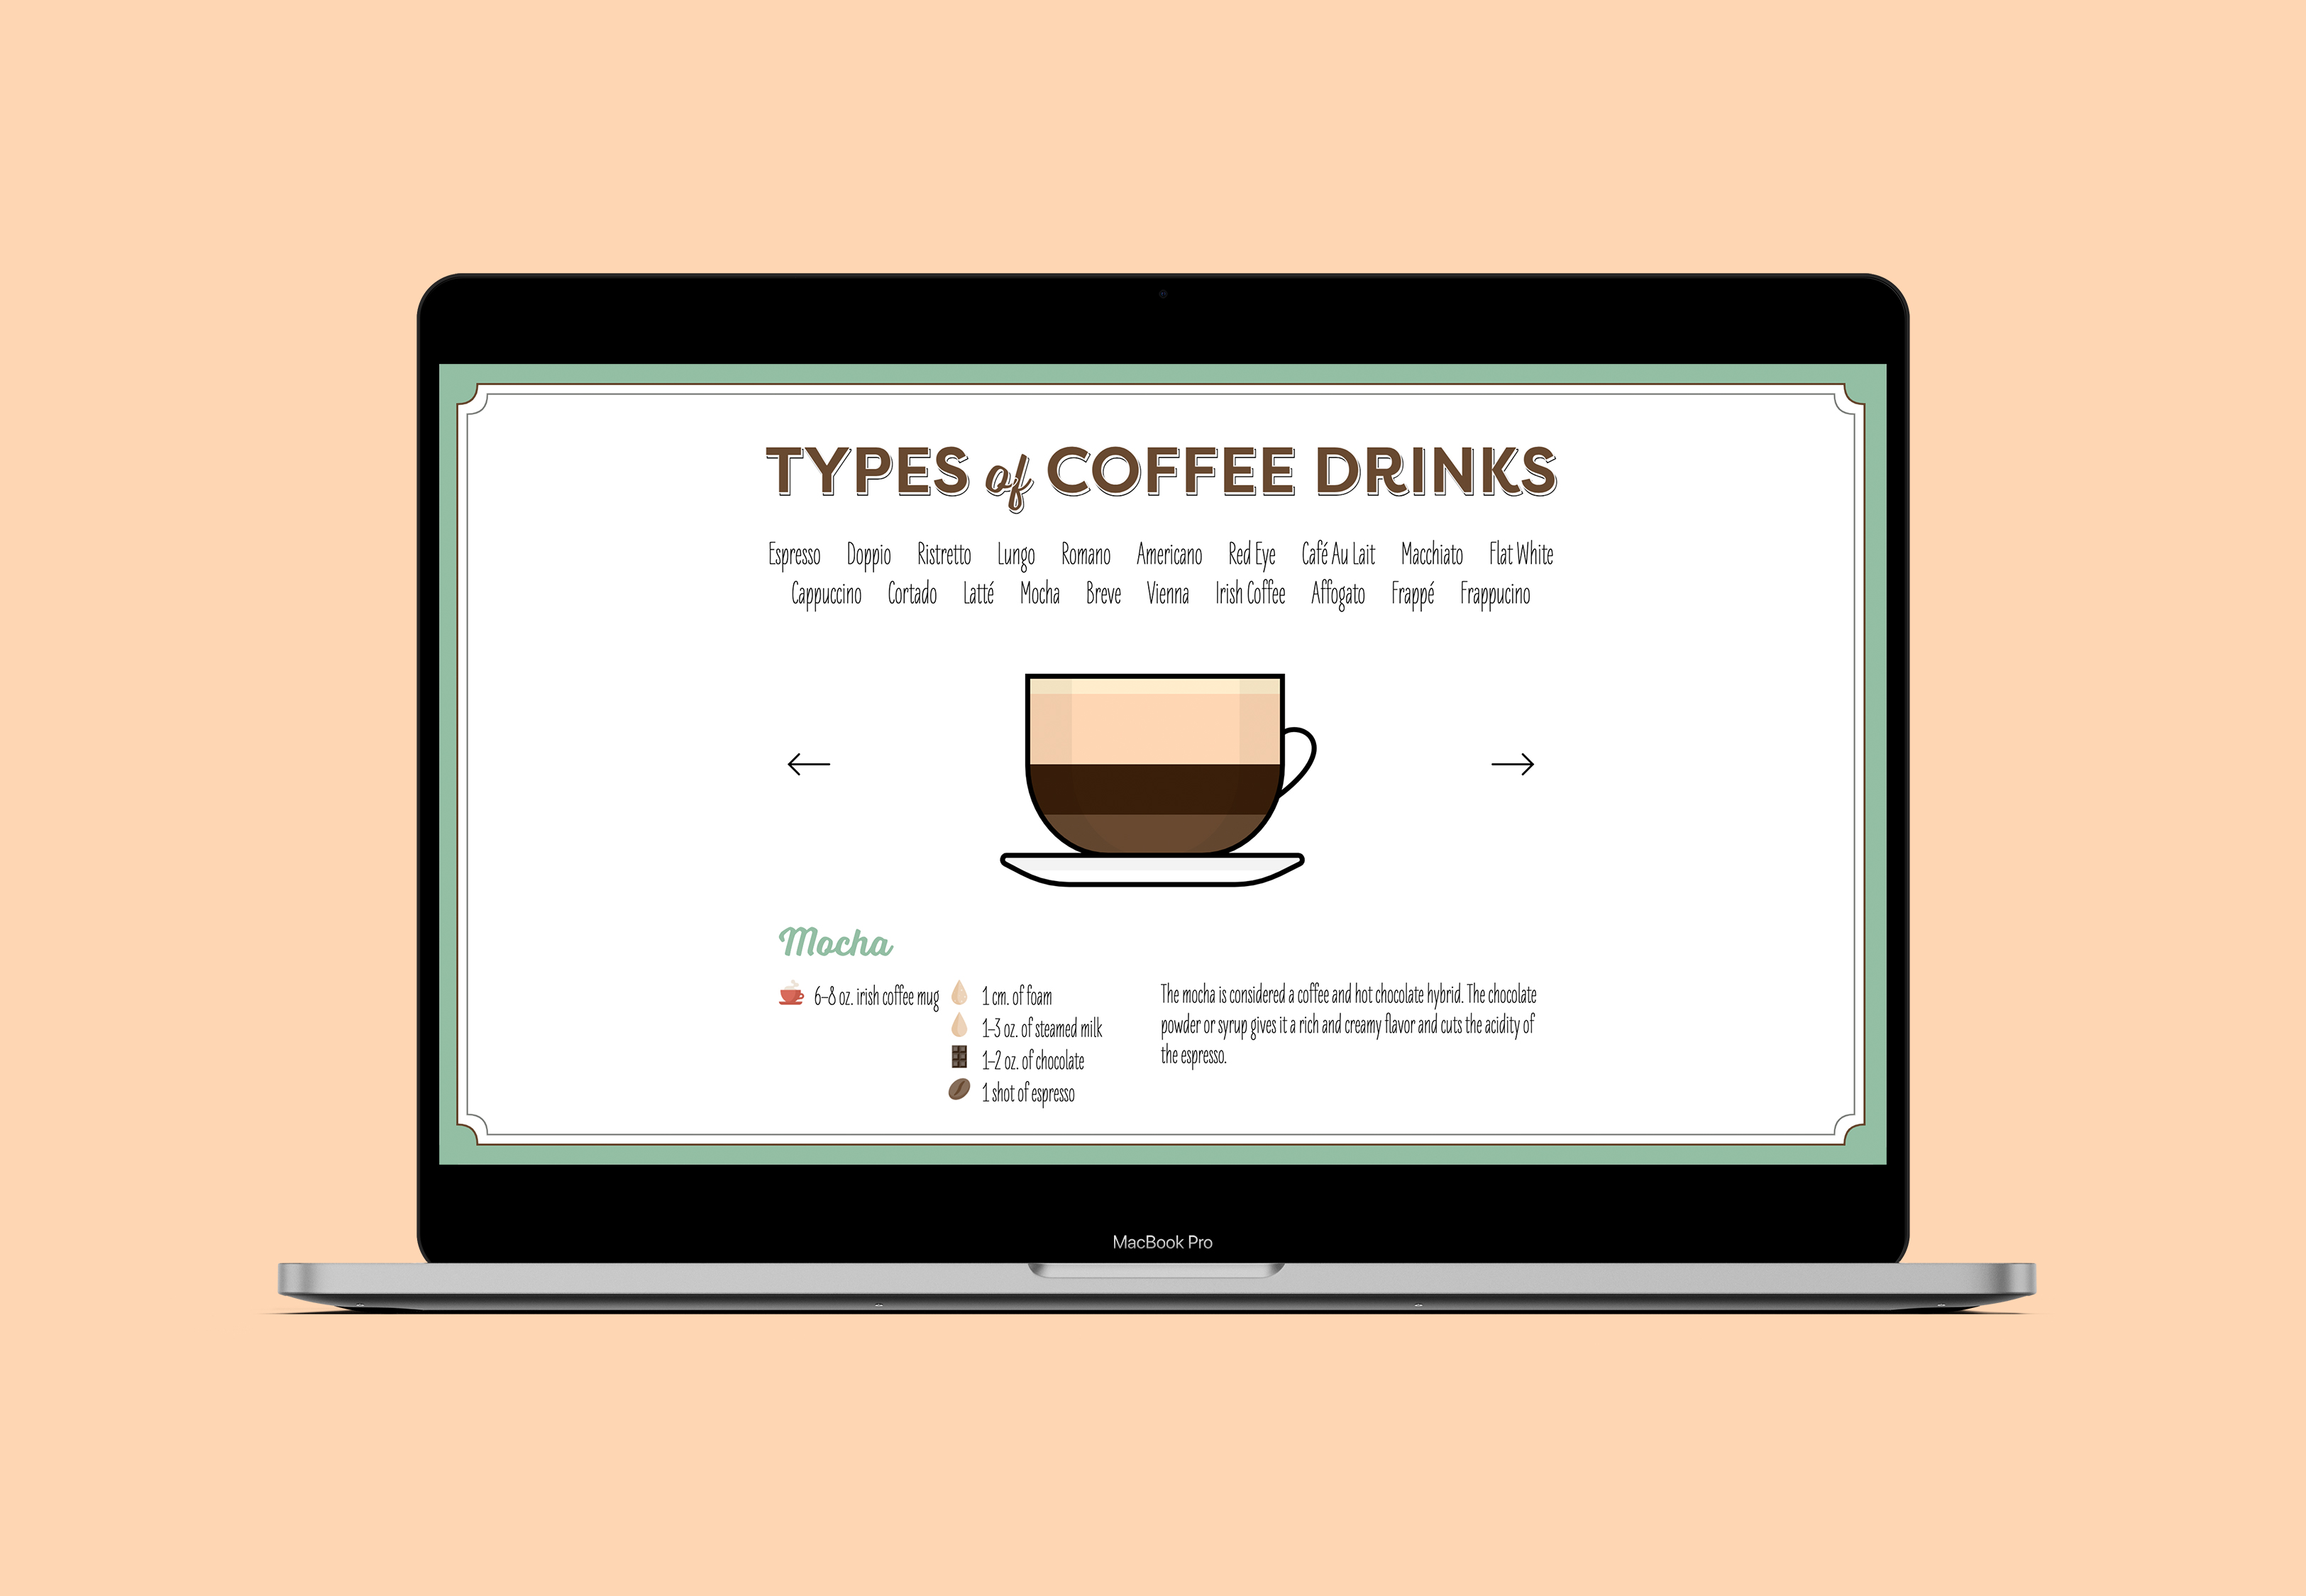 TYPES of COFFEE DRINKS
Espresso Doppio Ristretto Lungo Romano Americano Red Eye Café Au Lait Macchiato Flat White
Cappuccino Cortado Latté Mocha Breve Vienna Irish Coffee Affogato Frappé Frappucino
Mocha
6-8 oz. irish coffee mug
1 cm. of foam
1-3 oz. of steamed milk
1-2 oz. of chocolate
1 shot of espresso
The mocha is considered a coffee and hot chocolate hybrid. The chocolate
powder or syrup gives it a rich and creamy flavor and cuts the acidity of
the espresso.
MacBook Pro